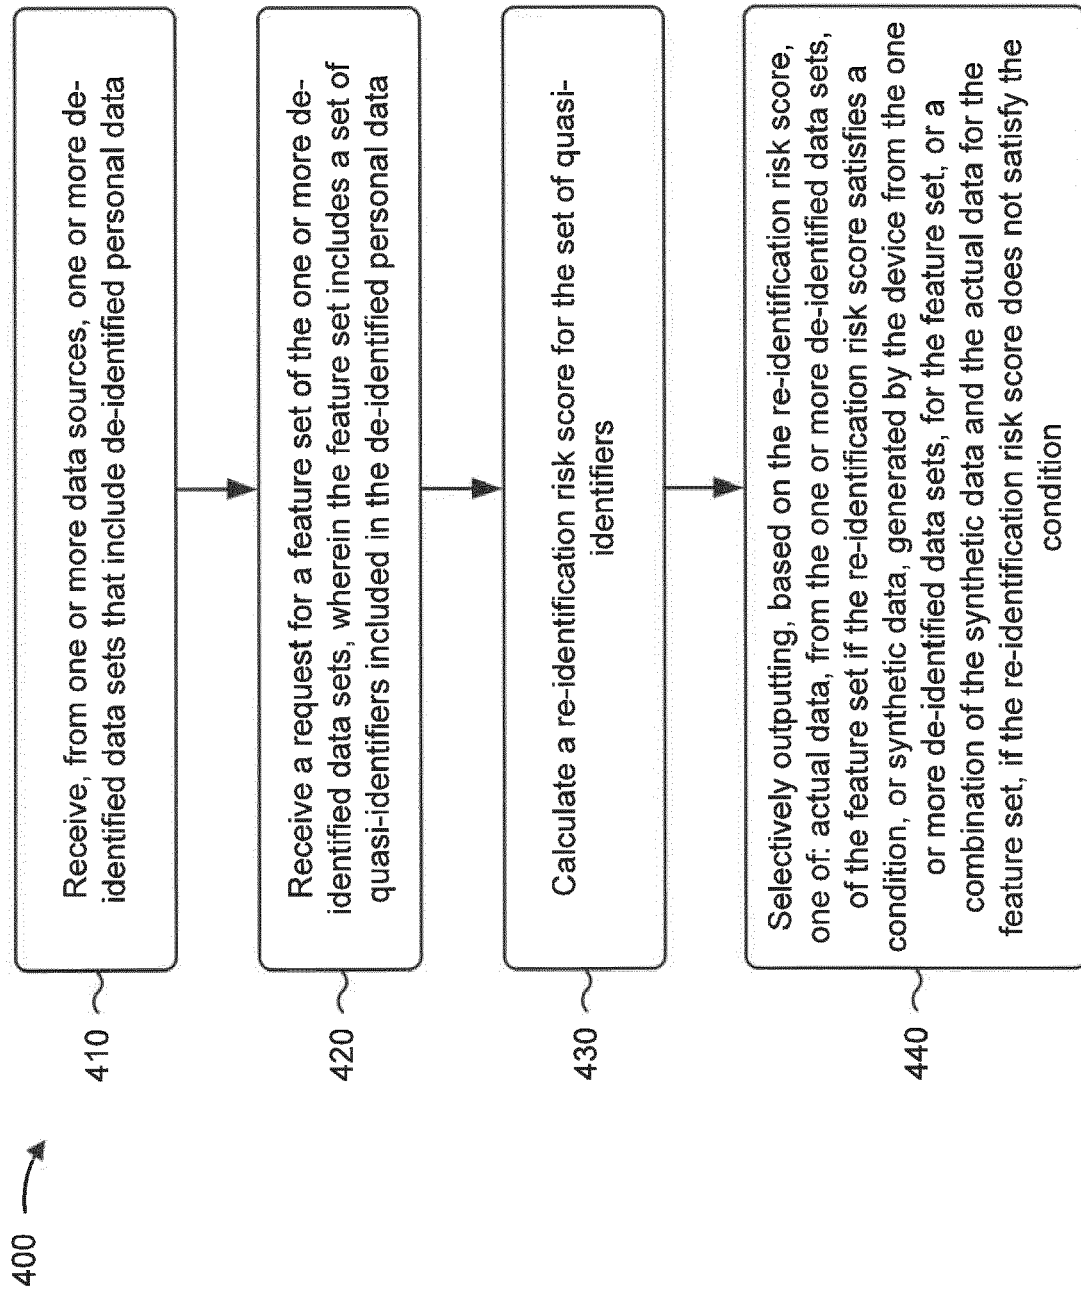 400
410
Receive, from one or more data sources, one or more de-
identified data sets that include de-identified personal data
420
Receive a request for a feature set of the one or more de-
identified data sets, wherein the feature set includes a set of
quasi-identifiers included in the de-identified personal data
430
Calculate a re-identification risk score for the set of quasi-
identifiers
440
Selectively outputting, based on the re-identification risk score,
one of: actual data, from the one or more de-identified data sets,
of the feature set if the re-identification risk score satisfies a
condition, or synthetic data, generated by the device from the one
or more de-identified data sets, for the feature set, or a
combination of the synthetic data and the actual data for the
feature set, if the re-identification risk score does not satisfy the
condition